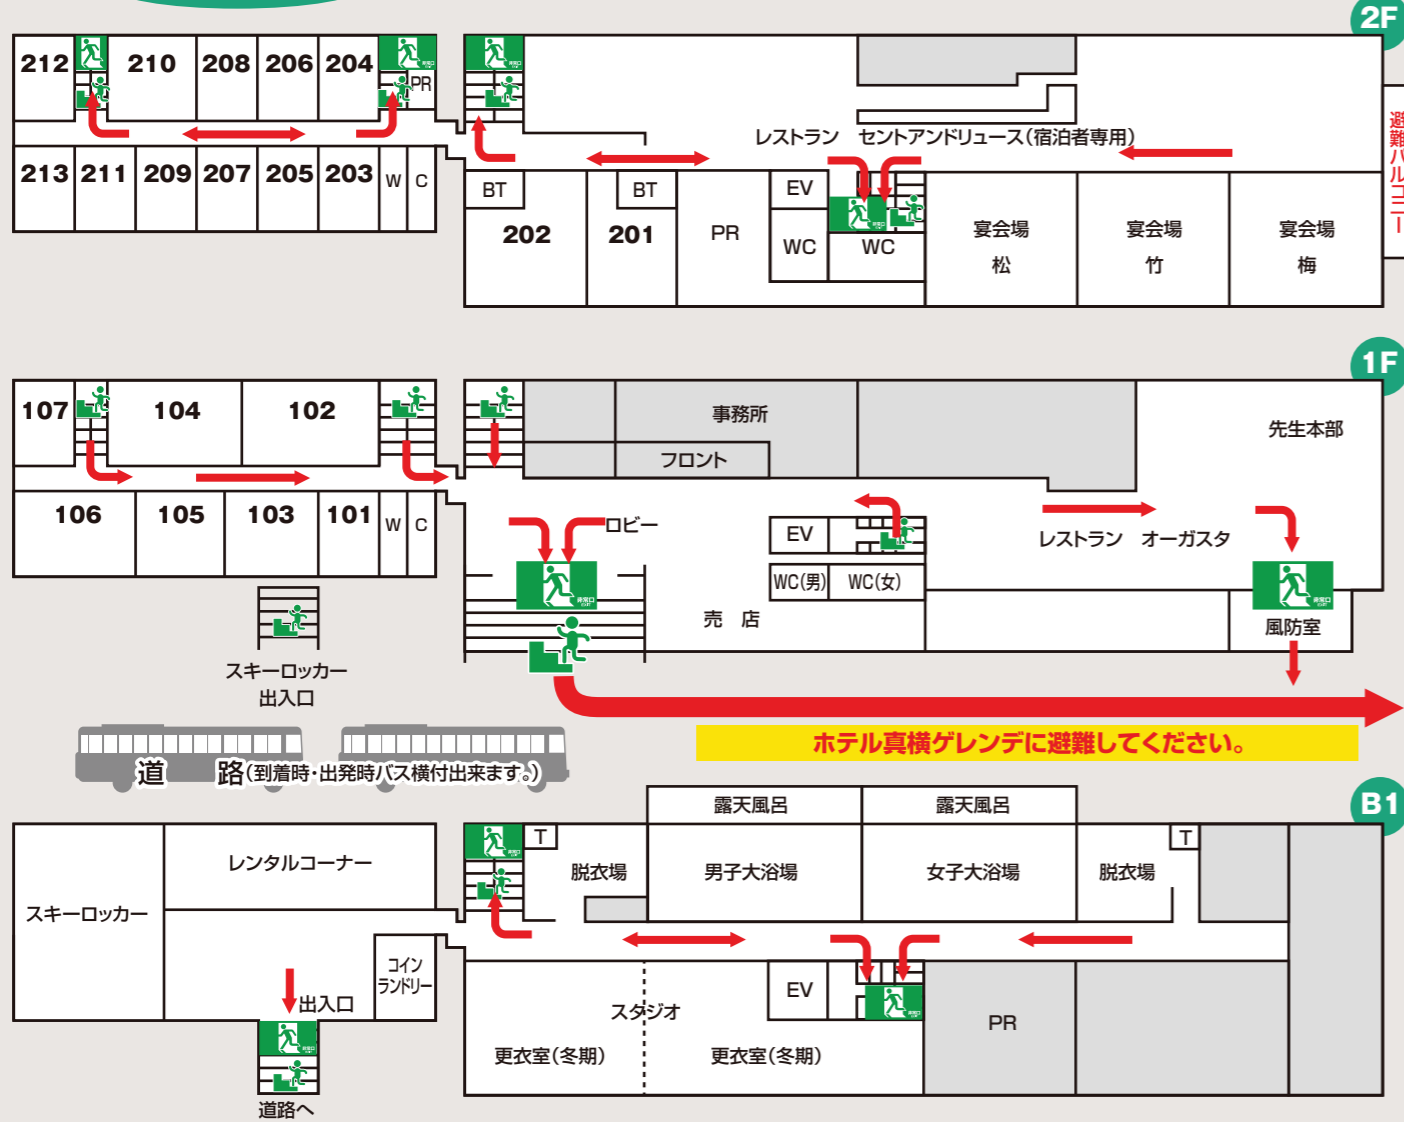 2F
212
210
208
206
204
PR
213
211
209
207
205
203
W
C
レストラン セントアンドリュース(宿泊者専用)
避難バルコニー
BT
BT
202
201
PR
EV
WC
WC
宴会場
松
宴会場
竹
宴会場
梅
1F
107
104
102
106
105
103
101
W
C
事務所
フロント
先生本部
ロビー
EV
WC(男)
WC(女)
レストラン オーガスタ
売 店
非常口
風防室
スキーロッカー
出入口
ホテル真横ゲレンデに避難してください。
道 路(到着時・出発時バス横付出来ます。)
B1
露天風呂
露天風呂
T
T
レンタルコーナー
脱衣場
男子大浴場
女子大浴場
脱衣場
スキーロッカー
コイン
ランドリー
出入口
スタジオ
EV
PR
更衣室(冬期)
更衣室(冬期)
道路へ